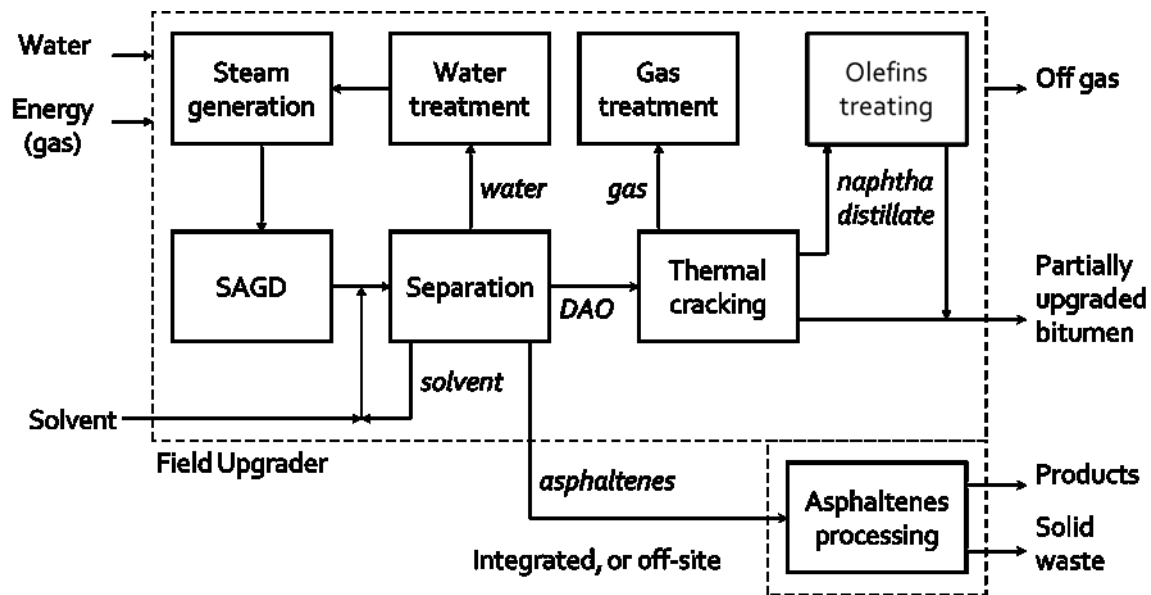 Water
Energy
(gas)
Steam
generation
Water
treatment
Gas
treatment
Olefins
treating
Off gas
water
gas
naphtha
distillate
SAGD
Separation
DAO
Thermal
cracking
Partially
upgraded
bitumen
solvent
Solvent
Field Upgrader
asphaltenes
Asphaltenes
processing
Products
Solid
waste
Integrated, or off-site